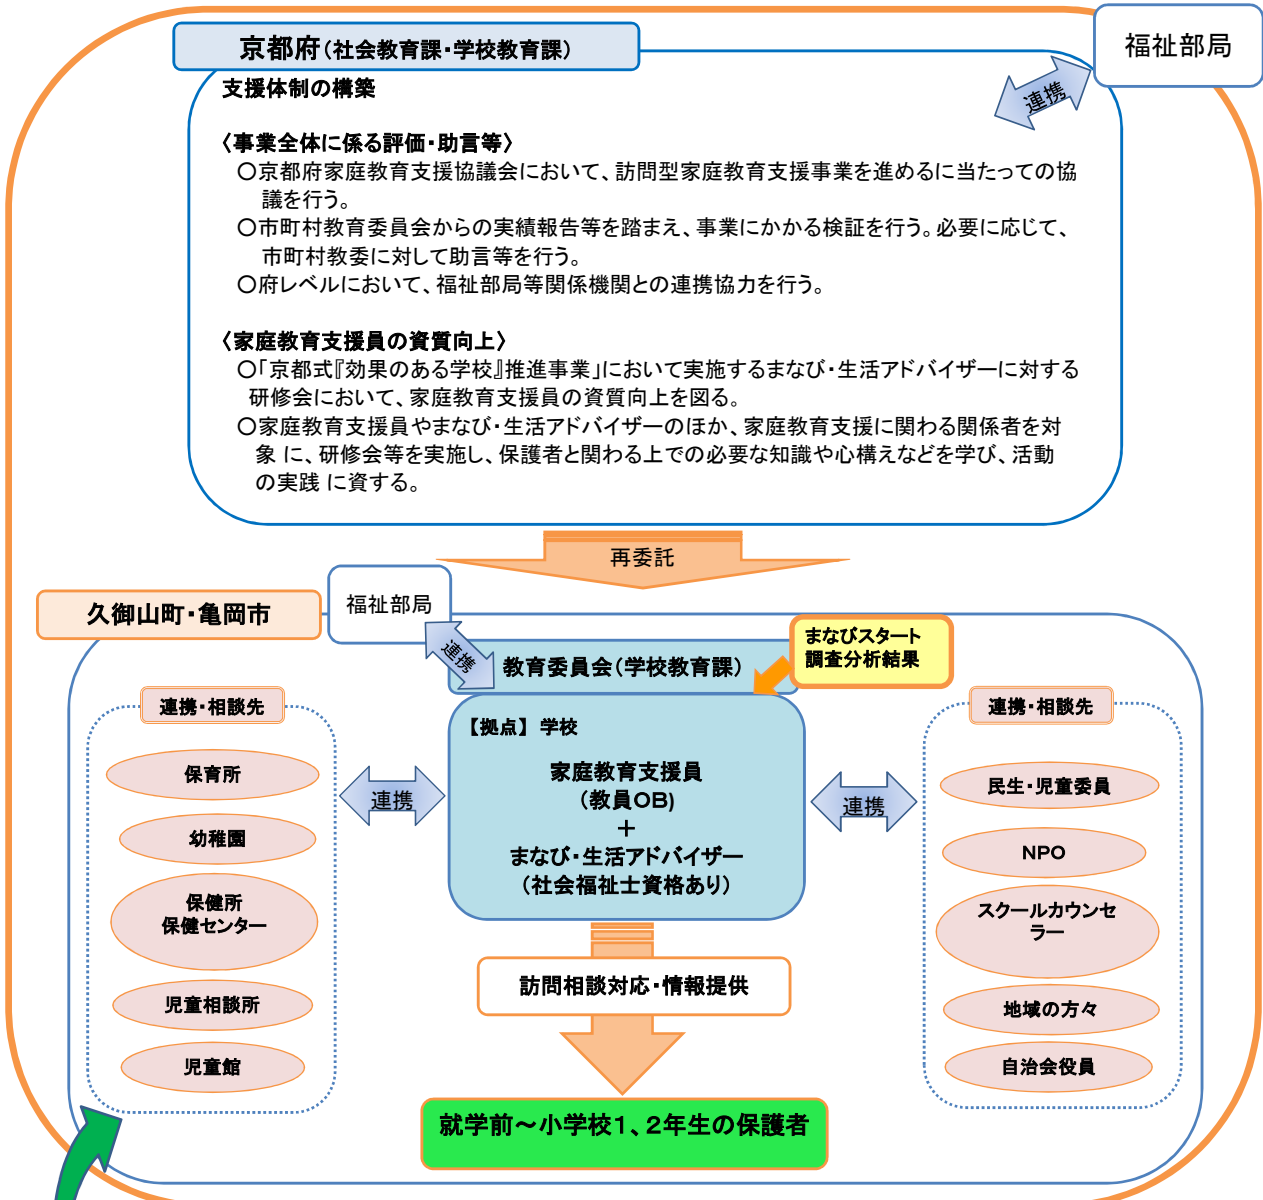 京都府(社会教育課・学校教育課)
福祉部局
連携
支援体制の構築
〈事業全体に係る評価・助言等〉
○京都府家庭教育支援協議会において、訪問型家庭教育支援事業を進めるに当たっての協
議を行う。
○市町村教育委員会からの実績報告等を踏まえ、事業にかかる検証を行う。必要に応じて、
市町村教委に対して助言等を行う。
○府レベルにおいて、福祉部局等関係機関との連携協力を行う。
〈家庭教育支援員の資質向上〉
○「京都式『効果のある学校』推進事業」において実施するまなび・生活アドバイザーに対する
研修会において、家庭教育支援員の資質向上を図る。
○家庭教育支援員やまなび・生活アドバイザーのほか、家庭教育支援に関わる関係者を対
象 に、研修会等を実施し、保護者と関わる上での必要な知識や心構えなどを学び、活動
の実践 に資する。
再委託
久御山町・亀岡市
福祉部局
連携
教育委員会(学校教育課)
まなびスタート
調査分析結果
連携・相談先
保育所
幼稚園
保健所
保健センター
児童相談所
児童館
連携
【拠点】 学校
家庭教育支援員
(教員OB)
+
まなび・生活アドバイザー
(社会福祉士資格あり)
連携
連携・相談先
民生・児童委員
NPO
スクールカウンセ
ラー
地域の方々
自治会役員
訪問相談対応・情報提供
就学前~小学校1、2年生の保護者